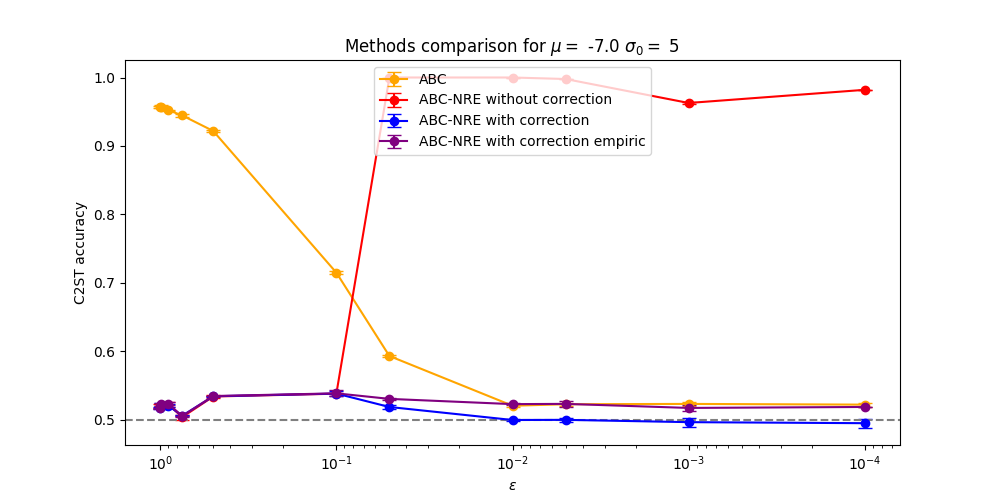 Methods comparison for μ = -7.0 σ₀ = 5
C2ST accuracy
1.0
0.9
0.8
0.7
0.6
0.5
ABC
ABC-NRE without correction
ABC-NRE with correction
ABC-NRE with correction empiric
10⁰
10⁻¹
10⁻²
10⁻³
10⁻⁴
ε